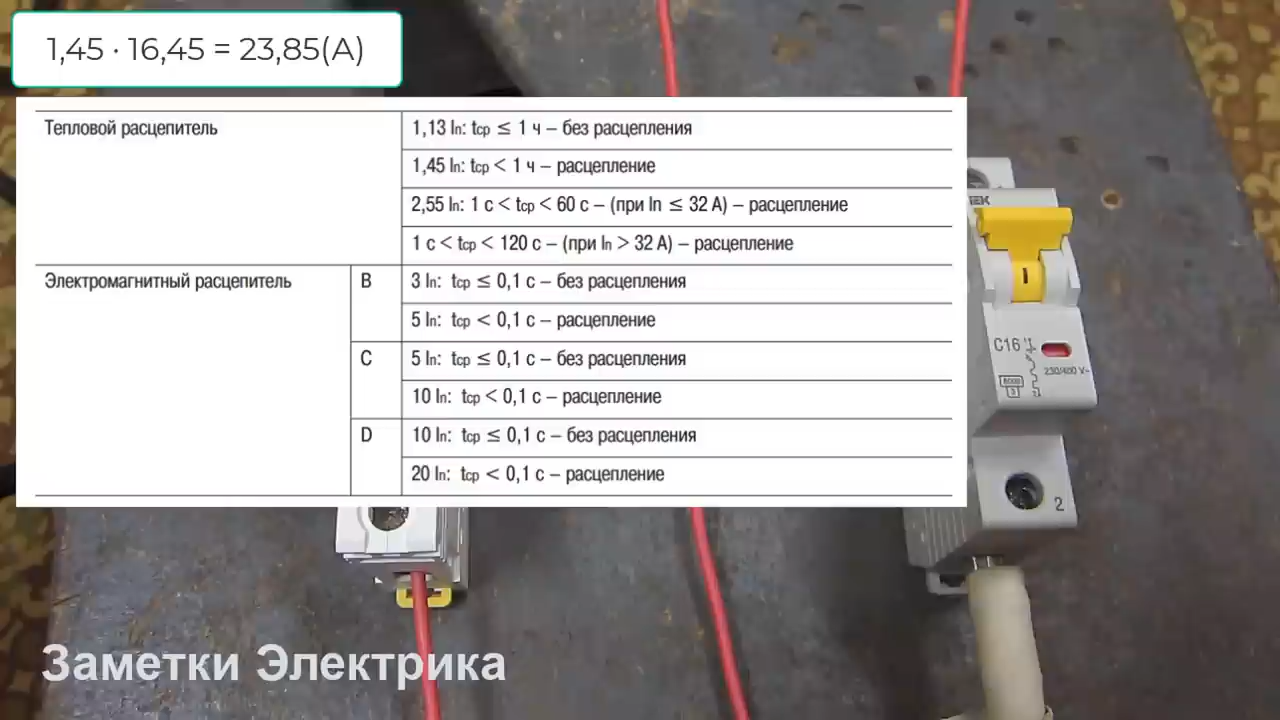 1,45 · 16,45 = 23,85(А)
Тепловой расцепитель
1,13 In: tср ≤ 1 ч – без расцепления
1,45 In: tср < 1 ч – расцепление
2,55 In: 1 с < tср < 60 с – (при In ≤ 32 А) – расцепление
1 с < tср < 120 с – (при In > 32 А) – расцепление
Электромагнитный расцепитель
B
3 In: tср ≤ 0,1 с – без расцепления
5 In: tср < 0,1 с – расцепление
C
5 In: tср ≤ 0,1 с – без расцепления
10 In: tср < 0,1 с – расцепление
D
10 In: tср ≤ 0,1 с – без расцепления
20 In: tср < 0,1 с – расцепление
I
C16
230/400 V~
6000
3
2
Заметки Электрика